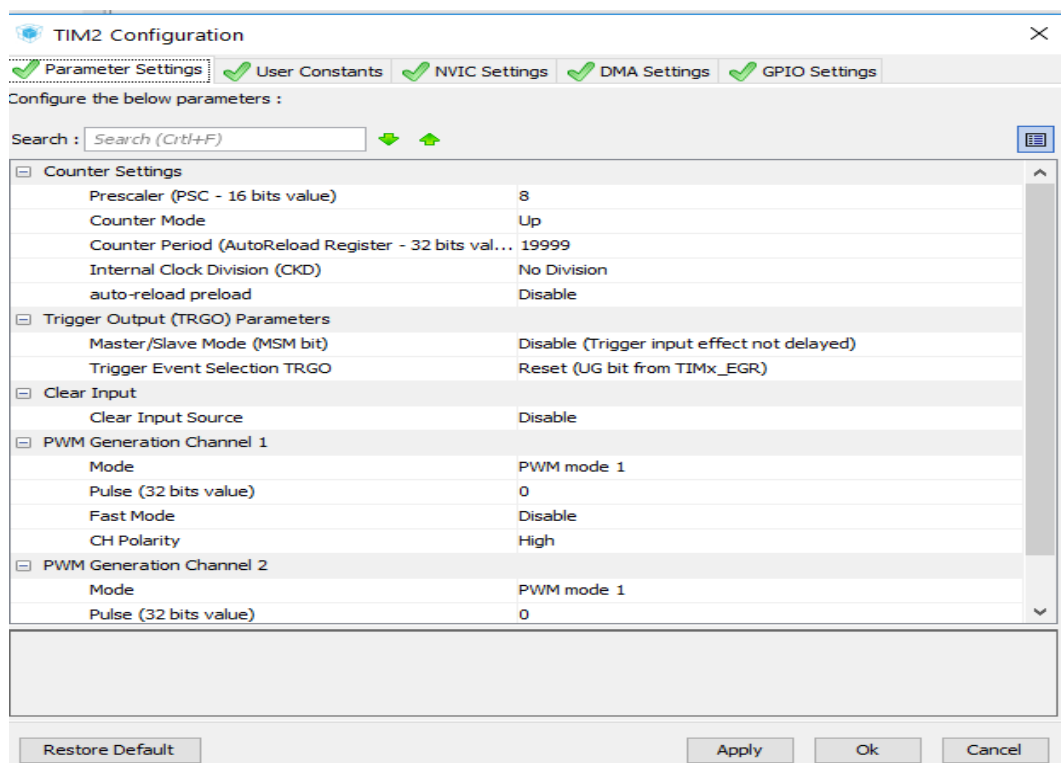 TIM2 Configuration
Parameter Settings User Constants NVIC Settings DMA Settings GPIO Settings
Configure the below parameters :
Search : Search (Crtl+F)
Counter Settings
Prescaler (PSC - 16 bits value) 8
Counter Mode Up
Counter Period (AutoReload Register - 32 bits val... 19999
Internal Clock Division (CKD) No Division
auto-reload preload Disable
Trigger Output (TRGO) Parameters
Master/Slave Mode (MSM bit) Disable (Trigger input effect not delayed)
Trigger Event Selection TRGO Reset (UG bit from TIMx_EGR)
Clear Input
Clear Input Source Disable
PWM Generation Channel 1
Mode PWM mode 1
Pulse (32 bits value) 0
Fast Mode Disable
CH Polarity High
PWM Generation Channel 2
Mode PWM mode 1
Pulse (32 bits value) 0
Restore Default Apply Ok Cancel